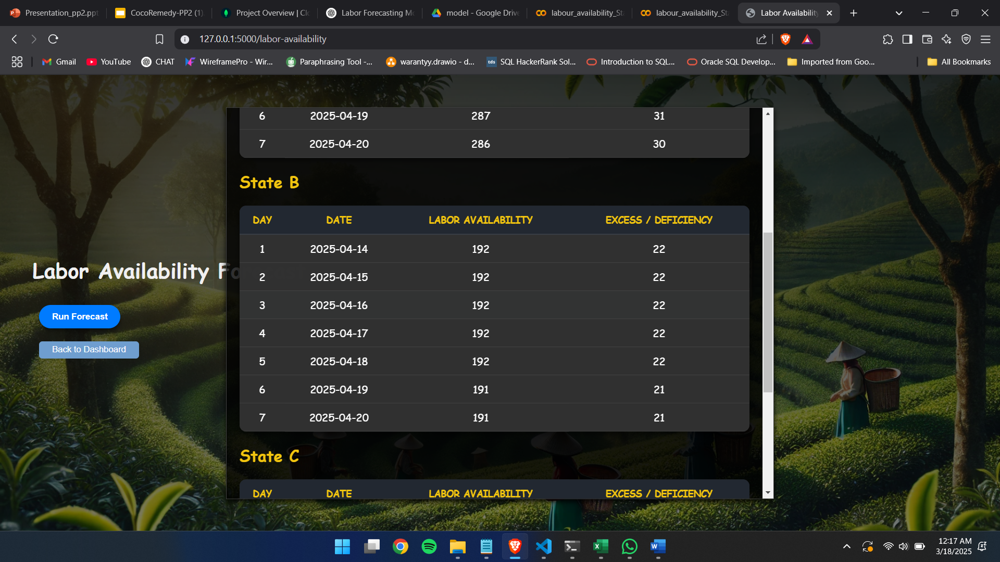 Presentation_pp2.ppt
CocoRemedy-PP2 (1)
Project Overview | Clo
Labor Forecasting Mo
model - Google Drive
labour_availability_Sta
labour_availability_Sta
Labor Availability
127.0.0.1:5000/labor-availability
Gmail
YouTube
CHAT
WireframePro - Wir...
Paraphrasing Tool -...
warantyy.drawio - d...
tds
SQL HackerRank Sol...
Introduction to SQL...
Oracle SQL Develop...
Imported from Goo...
All Bookmarks
6 2025-04-19 287 31
7 2025-04-20 286 30
State B
DAY DATE LABOR AVAILABILITY EXCESS / DEFICIENCY
1 2025-04-14 192 22
2 2025-04-15 192 22
3 2025-04-16 192 22
4 2025-04-17 192 22
5 2025-04-18 192 22
6 2025-04-19 191 21
7 2025-04-20 191 21
State C
DAY DATE LABOR AVAILABILITY EXCESS / DEFICIENCY
Labor Availability Fo
Run Forecast
Back to Dashboard
12:17 AM
3/18/2025